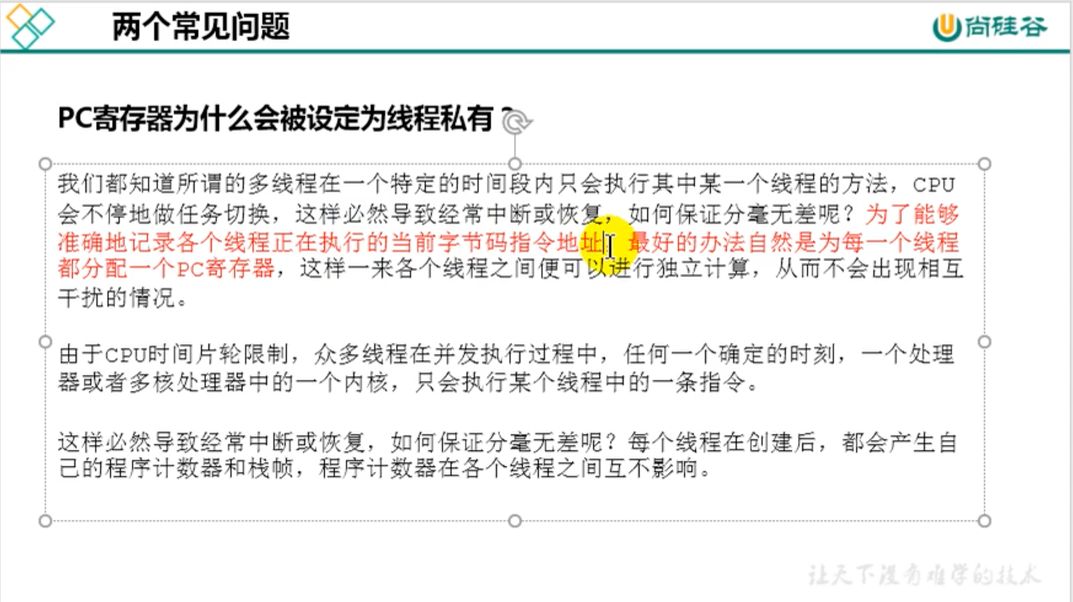 两个常见问题
尚硅谷
PC寄存器为什么会被设定为线程私有？
我们都知道所谓的多线程在一个特定的时间段内只会执行其中某一个线程的方法，CPU
会不停地做任务切换，这样必然导致经常中断或恢复，如何保证分毫无差呢？为了能够
准确地记录各个线程正在执行的当前字节码指令地址，最好的办法自然是为每一个线程
都分配一个PC寄存器，这样一来各个线程之间便可以进行独立计算，从而不会出现相互
干扰的情况。
由于CPU时间片轮限制，众多线程在并发执行过程中，任何一个确定的时刻，一个处理
器或者多核处理器中的一个内核，只会执行某个线程中的一条指令。
这样必然导致经常中断或恢复，如何保证分毫无差呢？每个线程在创建后，都会产生自
己的程序计数器和栈帧，程序计数器在各个线程之间互不影响。
让天下没有难学的技术